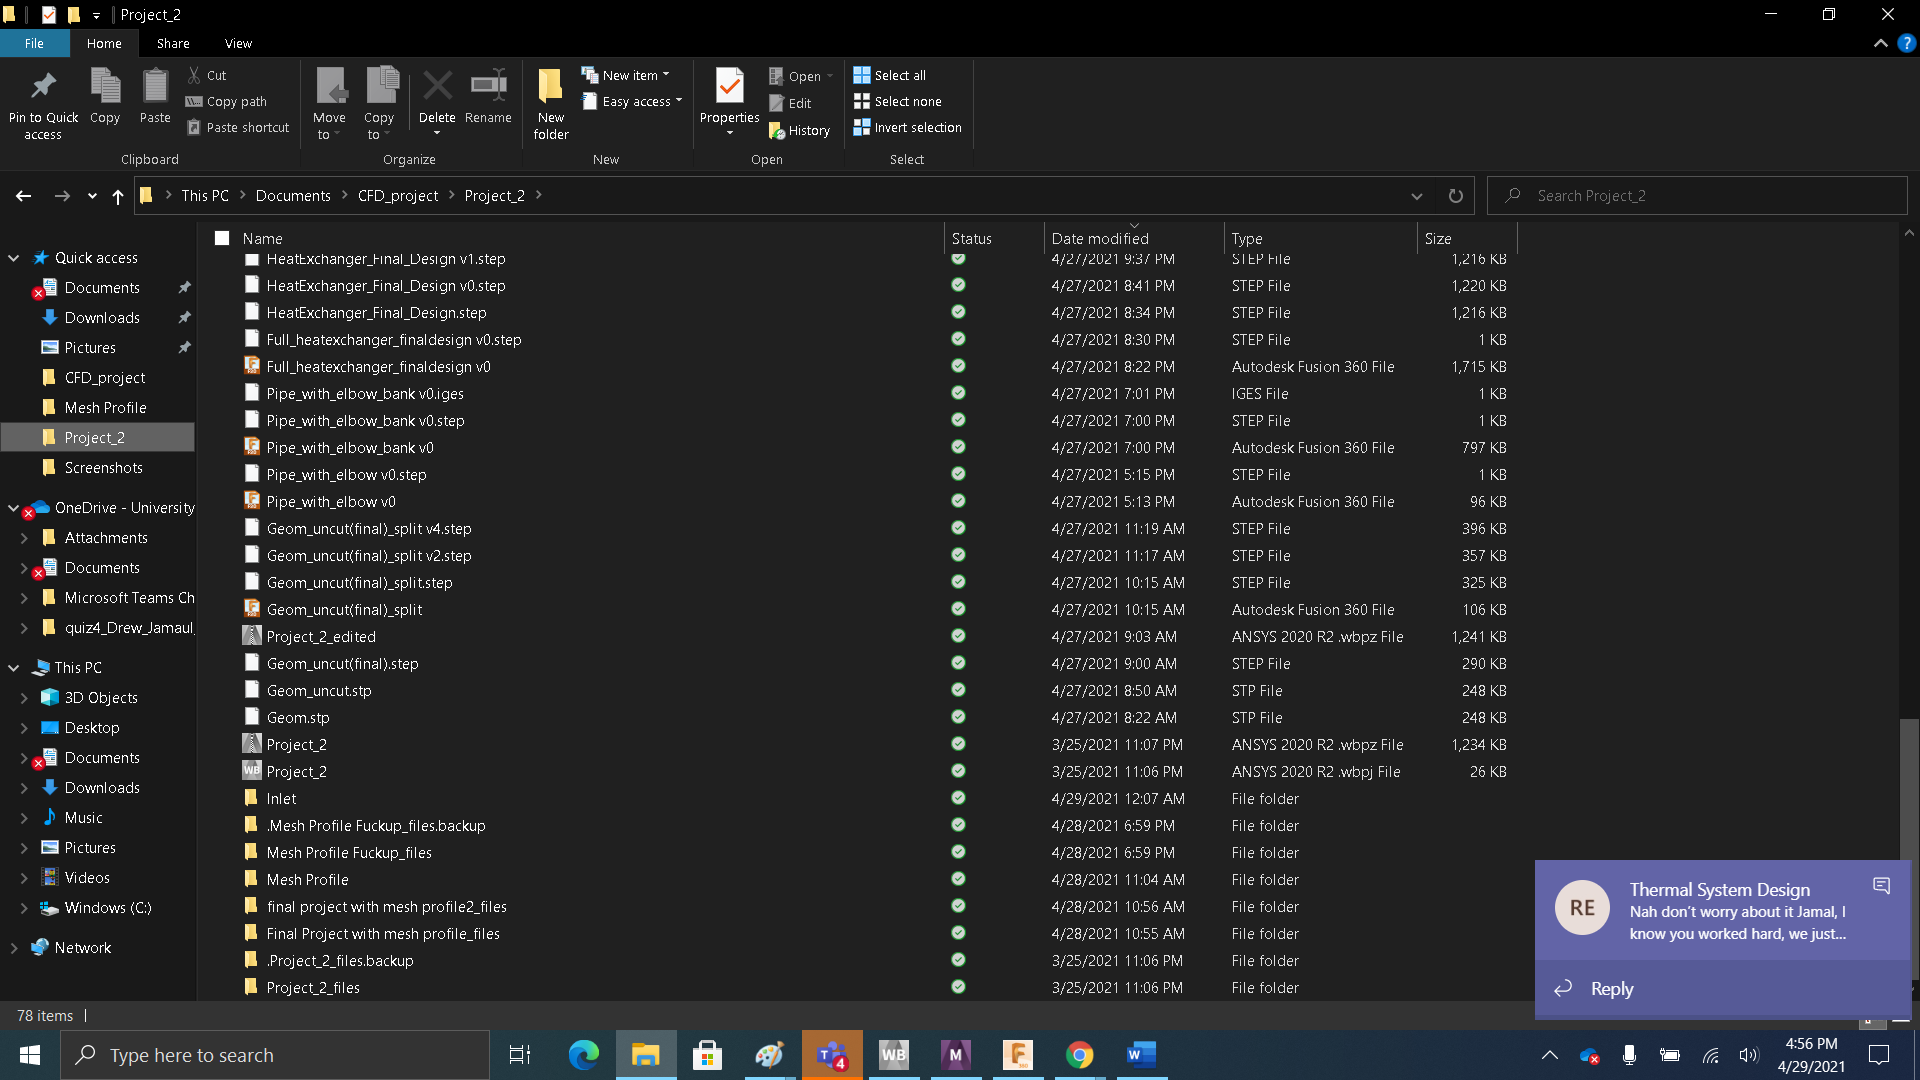 Project_2
File Home Share View
Pin to Quick access
Copy
Paste
Cut
Copy path
Paste shortcut
Clipboard
Move to
Copy to
Delete
Rename
Organize
New folder
New item
Easy access
New
Properties
Open
Edit
History
Open
Select all
Select none
Invert selection
Select
This PC > Documents > CFD_project > Project_2 >
Search Project_2
Quick access
Documents
Downloads
Pictures
CFD_project
Mesh Profile
Project_2
Screenshots
OneDrive - University
Attachments
Documents
Microsoft Teams Ch
quiz4_Drew_Jamaul_
This PC
3D Objects
Desktop
Documents
Downloads
Music
Pictures
Videos
Windows (C:)
Network
Name Status Date modified Type Size
HeatExchanger_Final_Design v1.step 4/27/2021 9:37 PM STEP File 1,216 KB
HeatExchanger_Final_Design v0.step 4/27/2021 8:41 PM STEP File 1,220 KB
HeatExchanger_Final_Design.step 4/27/2021 8:34 PM STEP File 1,216 KB
Full_heatexchanger_finaldesign v0.step 4/27/2021 8:30 PM STEP File 1 KB
Full_heatexchanger_finaldesign v0 4/27/2021 8:22 PM Autodesk Fusion 360 File 1,715 KB
Pipe_with_elbow_bank v0.iges 4/27/2021 7:01 PM IGES File 1 KB
Pipe_with_elbow_bank v0.step 4/27/2021 7:00 PM STEP File 1 KB
Pipe_with_elbow_bank v0 4/27/2021 7:00 PM Autodesk Fusion 360 File 797 KB
Pipe_with_elbow v0.step 4/27/2021 5:15 PM STEP File 1 KB
Pipe_with_elbow v0 4/27/2021 5:13 PM Autodesk Fusion 360 File 96 KB
Geom_uncut(final)_split v4.step 4/27/2021 11:19 AM STEP File 396 KB
Geom_uncut(final)_split v2.step 4/27/2021 11:17 AM STEP File 357 KB
Geom_uncut(final)_split.step 4/27/2021 10:15 AM STEP File 325 KB
Geom_uncut(final)_split 4/27/2021 10:15 AM Autodesk Fusion 360 File 106 KB
Project_2_edited 4/27/2021 9:03 AM ANSYS 2020 R2 .wbpz File 1,241 KB
Geom_uncut(final).step 4/27/2021 9:00 AM STEP File 290 KB
Geom_uncut.stp 4/27/2021 8:50 AM STP File 248 KB
Geom.stp 4/27/2021 8:22 AM STP File 248 KB
Project_2 3/25/2021 11:07 PM ANSYS 2020 R2 .wbpz File 1,234 KB
WB Project_2 3/25/2021 11:06 PM ANSYS 2020 R2 .wbpj File 26 KB
Inlet 4/29/2021 12:07 AM File folder
.Mesh Profile Fuckup_files.backup 4/28/2021 6:59 PM File folder
Mesh Profile Fuckup_files 4/28/2021 6:59 PM File folder
Mesh Profile 4/28/2021 11:04 AM File folder
final project with mesh profile2_files 4/28/2021 10:56 AM File folder
Final Project with mesh profile_files 4/28/2021 10:55 AM File folder
.Project_2_files.backup 3/25/2021 11:06 PM File folder
Project_2_files 3/25/2021 11:06 PM File folder
RE
Thermal System Design
Nah don't worry about it Jamal, I
know you worked hard, we just...
Reply
78 items
Type here to search
4
WB
M
F
W
4:56 PM
4/29/2021